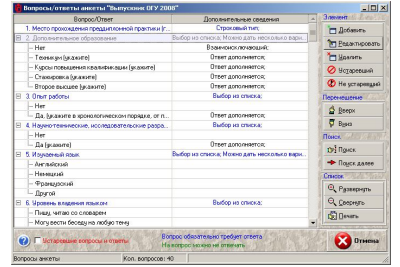 Вопросы/ответы анкеты "Выпускник ОГУ 2008"
Вопрос/Ответ Дополнительные сведения
1. Место прохождения преддипломной практики (г... Строковый тип;
2. Дополнительное образование Выбор из списка; Можно дать несколько вари...
Нет Взаимоисключающий;
Техникум (укажите) Ответ дополняется;
Курсы повышения квалификации (укажите) Ответ дополняется;
Стажировка (укажите) Ответ дополняется;
Второе высшее (укажите) Ответ дополняется;
3. Опыт работы Выбор из списка;
Нет
Да, (укажите в хронологическом порядке, от п... Ответ дополняется;
4. Научно-технические, исследовательские разра... Выбор из списка;
Нет
Да (укажите) Ответ дополняется;
5. Изучаемый язык Выбор из списка; Можно дать несколько вари...
Английский
Немецкий
Французский
Другой
6. Уровень владения языком Выбор из списка;
Пишу, читаю со словарем
Могу вести беседу на любую тему
Элемент
Добавить
Редактировать
Удалить
Устаревший
Не устаревший
Перемещение
Вверх
Вниз
Поиск
Поиск
Поиск далее
Список
Развернуть
Свернуть
Печать
Устаревшие вопросы и ответы
Вопрос обязательно требует ответа
На вопрос можно не отвечать
Отмена
Вопросы анкеты Кол. вопросов: 40